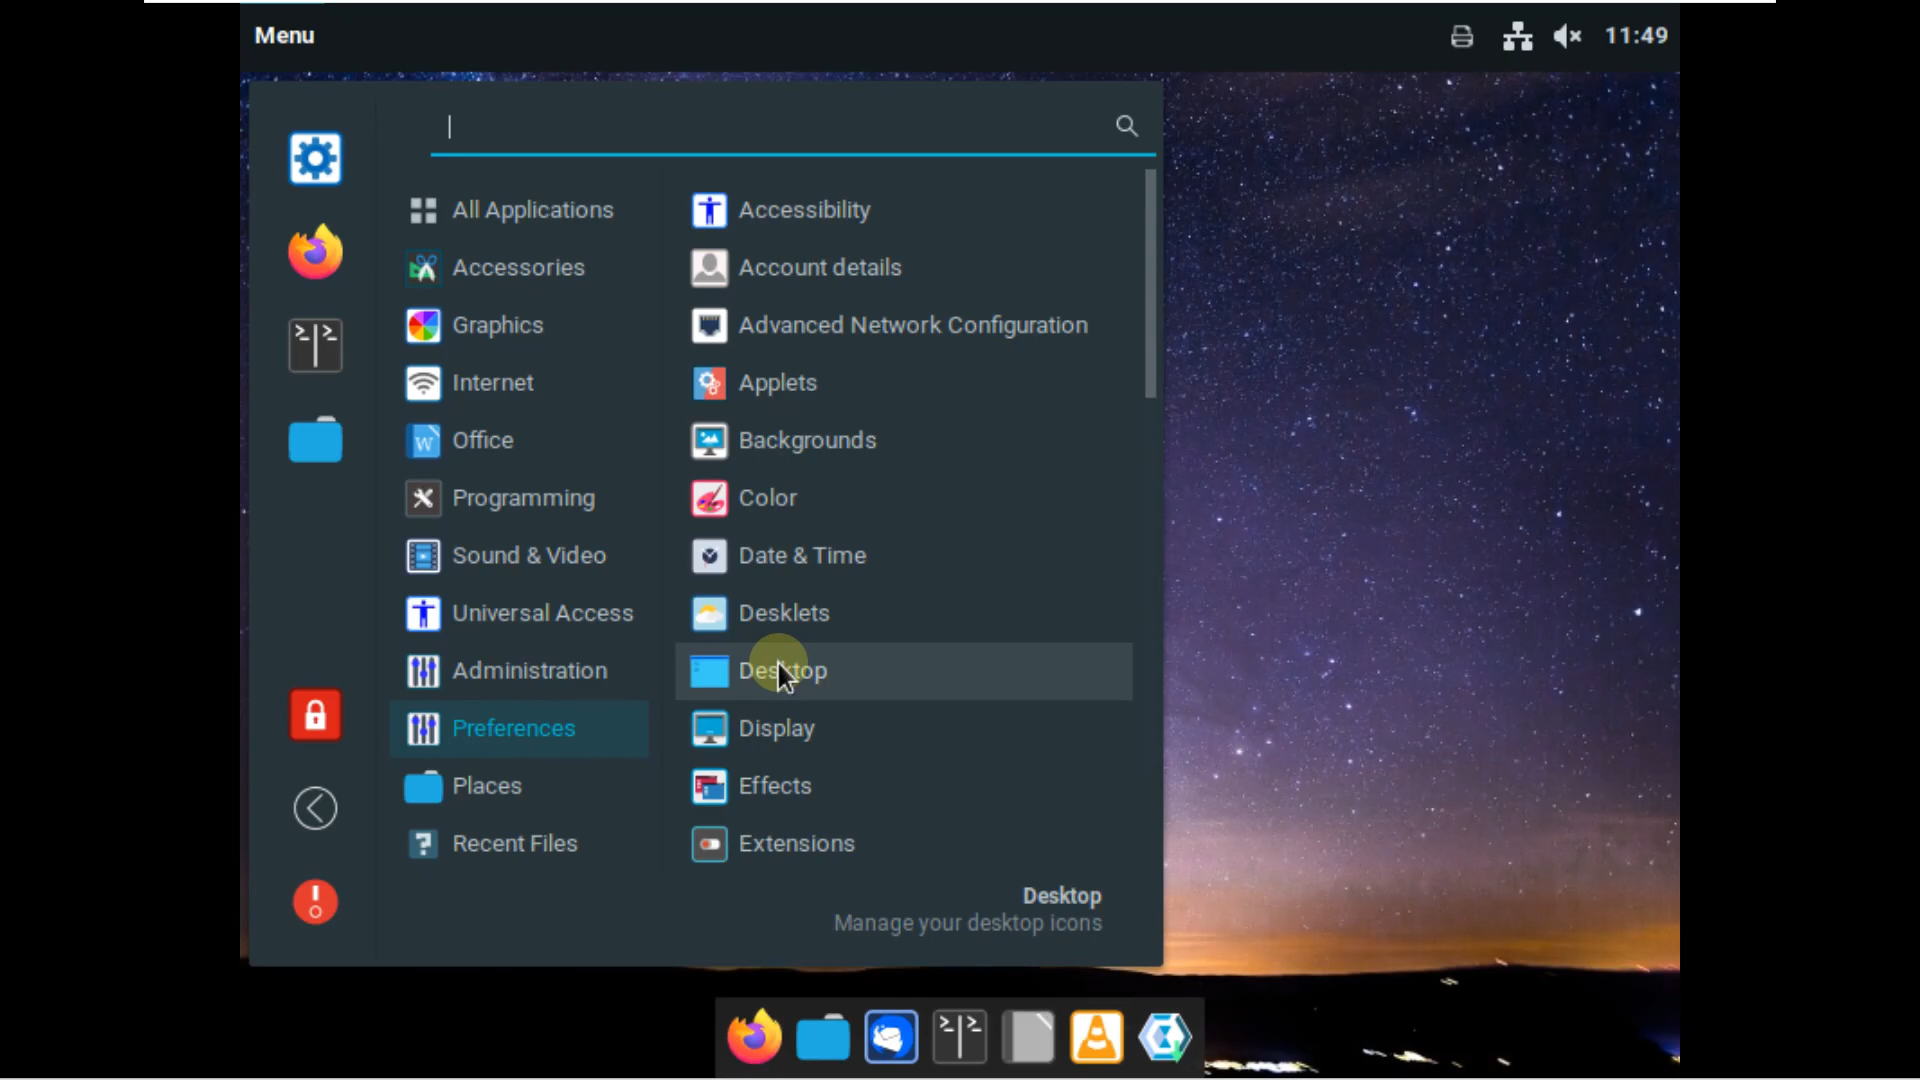 Menu
11:49
All Applications
Accessories
Graphics
Internet
Office
Programming
Sound & Video
Universal Access
Administration
Preferences
Places
Recent Files
Accessibility
Account details
Advanced Network Configuration
Applets
Backgrounds
Color
Date & Time
Desklets
Desktop
Display
Effects
Extensions
Desktop
Manage your desktop icons